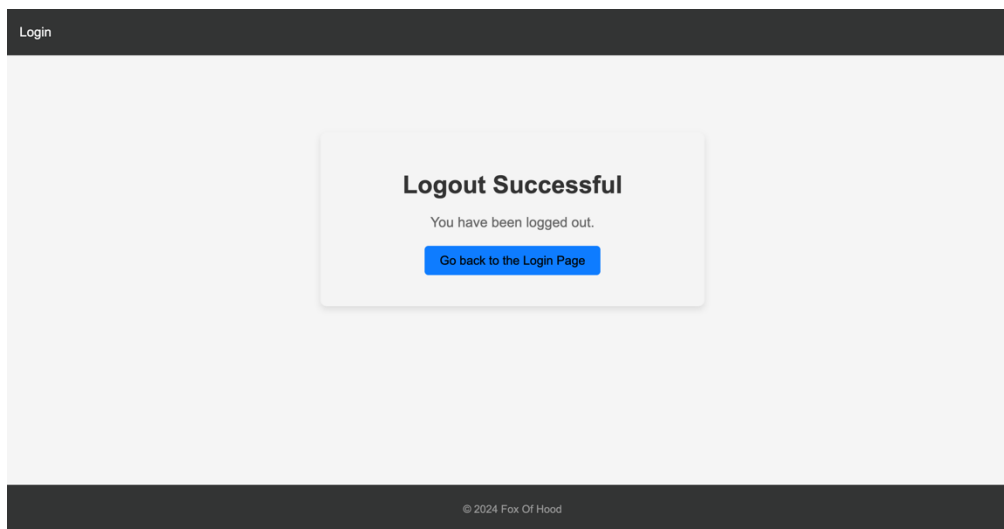 Login
Logout Successful
You have been logged out.
Go back to the Login Page
© 2024 Fox Of Hood